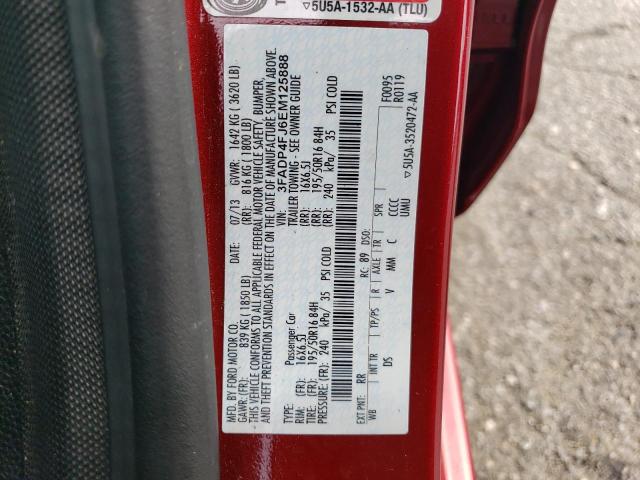 5U5A-1532-AA (TLU)
MFD. BY FORD MOTOR CO.
DATE: 07/13 GVWR: 1642 KG ( 3620 LB)
GAWR: (FR): 839 KG ( 1850 LB) (RR): 816 KG ( 1800 LB)
THIS VEHICLE CONFORMS TO ALL APPLICABLE FEDERAL MOTOR VEHICLE SAFETY, BUMPER,
AND THEFT PREVENTION STANDARDS IN EFFECT ON THE DATE OF MANUFACTURE SHOWN ABOVE.
VIN: 3FADP4FJ6EM125888
TYPE: Passenger Car - TRAILER TOWING - SEE OWNER GUIDE
RIM: (FR): 16X6.5J (RR): 16X6.5J
TIRE: (FR): 195/50R16 84H (RR): 195/50R16 84H
PRESSURE: (FR): 240 kPa/ 35 PSI COLD (RR): 240 kPa/ 35 PSI COLD
F0095
EXT PNT: RR RC: 89 DSO: R0119
WB INT TR TP/PS R AXLE TR SPR
DS V MM C CCCC
UMU
5U5A-3520472-AA